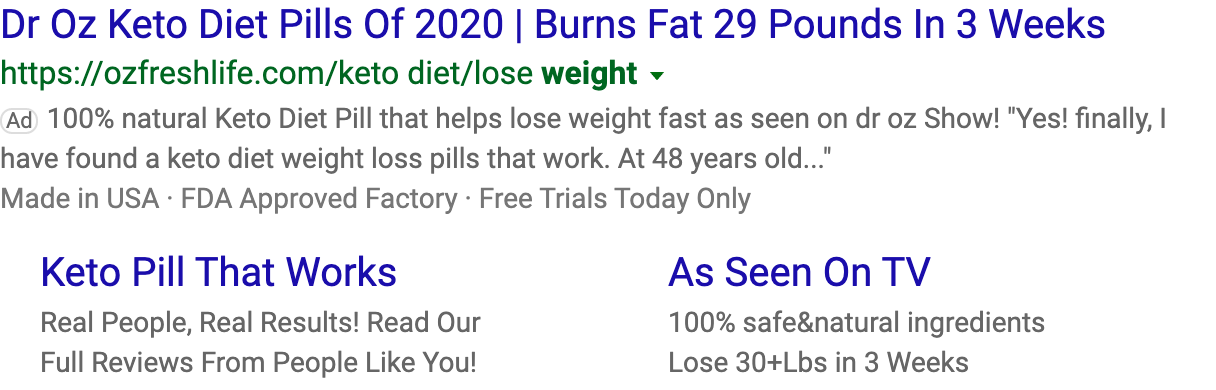 Dr Oz Keto Diet Pills Of 2020 | Burns Fat 29 Pounds In 3 Weeks
https://ozfreshlife.com/keto diet/lose weight
Ad 100% natural Keto Diet Pill that helps lose weight fast as seen on dr oz Show! "Yes! finally, I
have found a keto diet weight loss pills that work. At 48 years old..."
Made in USA · FDA Approved Factory · Free Trials Today Only
Keto Pill That Works
Real People, Real Results! Read Our
Full Reviews From People Like You!
As Seen On TV
100% safe&natural ingredients
Lose 30+Lbs in 3 Weeks